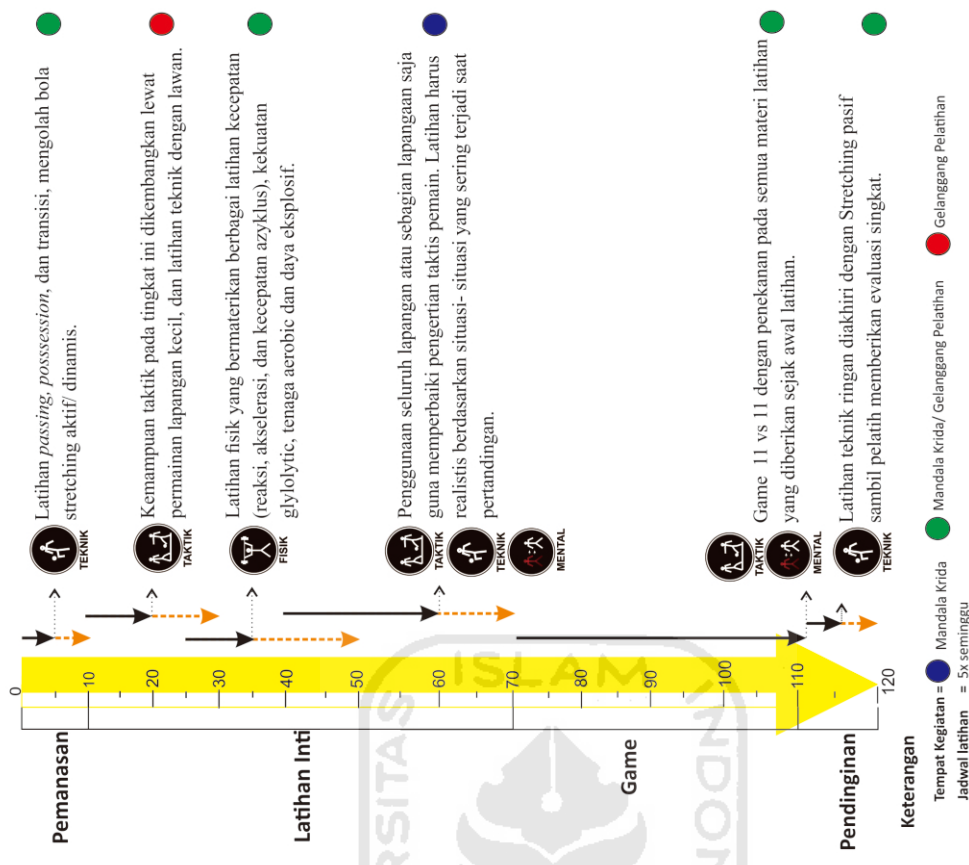 Pemanasan
Latihan Inti
Game
Pendinginan
0
10
20
30
40
50
60
70
80
90
100
110
120
TEKNIK
Latihan passing, posssession, dan transisi, mengolah bola
stretching aktif/ dinamis.
TAKTIK
Kemampuan taktik pada tingkat ini dikembangkan lewat
permainan lapangan kecil, dan latihan teknik dengan lawan.
FISIK
Latihan fisik yang bermaterikan berbagai latihan kecepatan
(reaksi, akselerasi, dan kecepatan azyklus), kekuatan
glylolytic, tenaga aerobic dan daya eksplosif.
TAKTIK
TEKNIK
MENTAL
Penggunaan seluruh lapangan atau sebagian lapangaan saja
guna memperbaiki pengertian taktis pemain. Latihan harus
realistis berdasarkan situasi- situasi yang sering terjadi saat
pertandingan.
TAKTIK
MENTAL
Game 11 vs 11 dengan penekanan pada semua materi latihan
yang diberikan sejak awal latihan.
TEKNIK
Latihan teknik ringan diakhiri dengan Stretching pasif
sambil pelatih memberikan evaluasi singkat.
Keterangan
Tempat Kegiatan = Mandala Krida Mandala Krida/ Gelanggang Pelatihan Gelanggang Pelatihan
Jadwal latihan = 5x seminggu
RSITAS
ISLAM
INDON